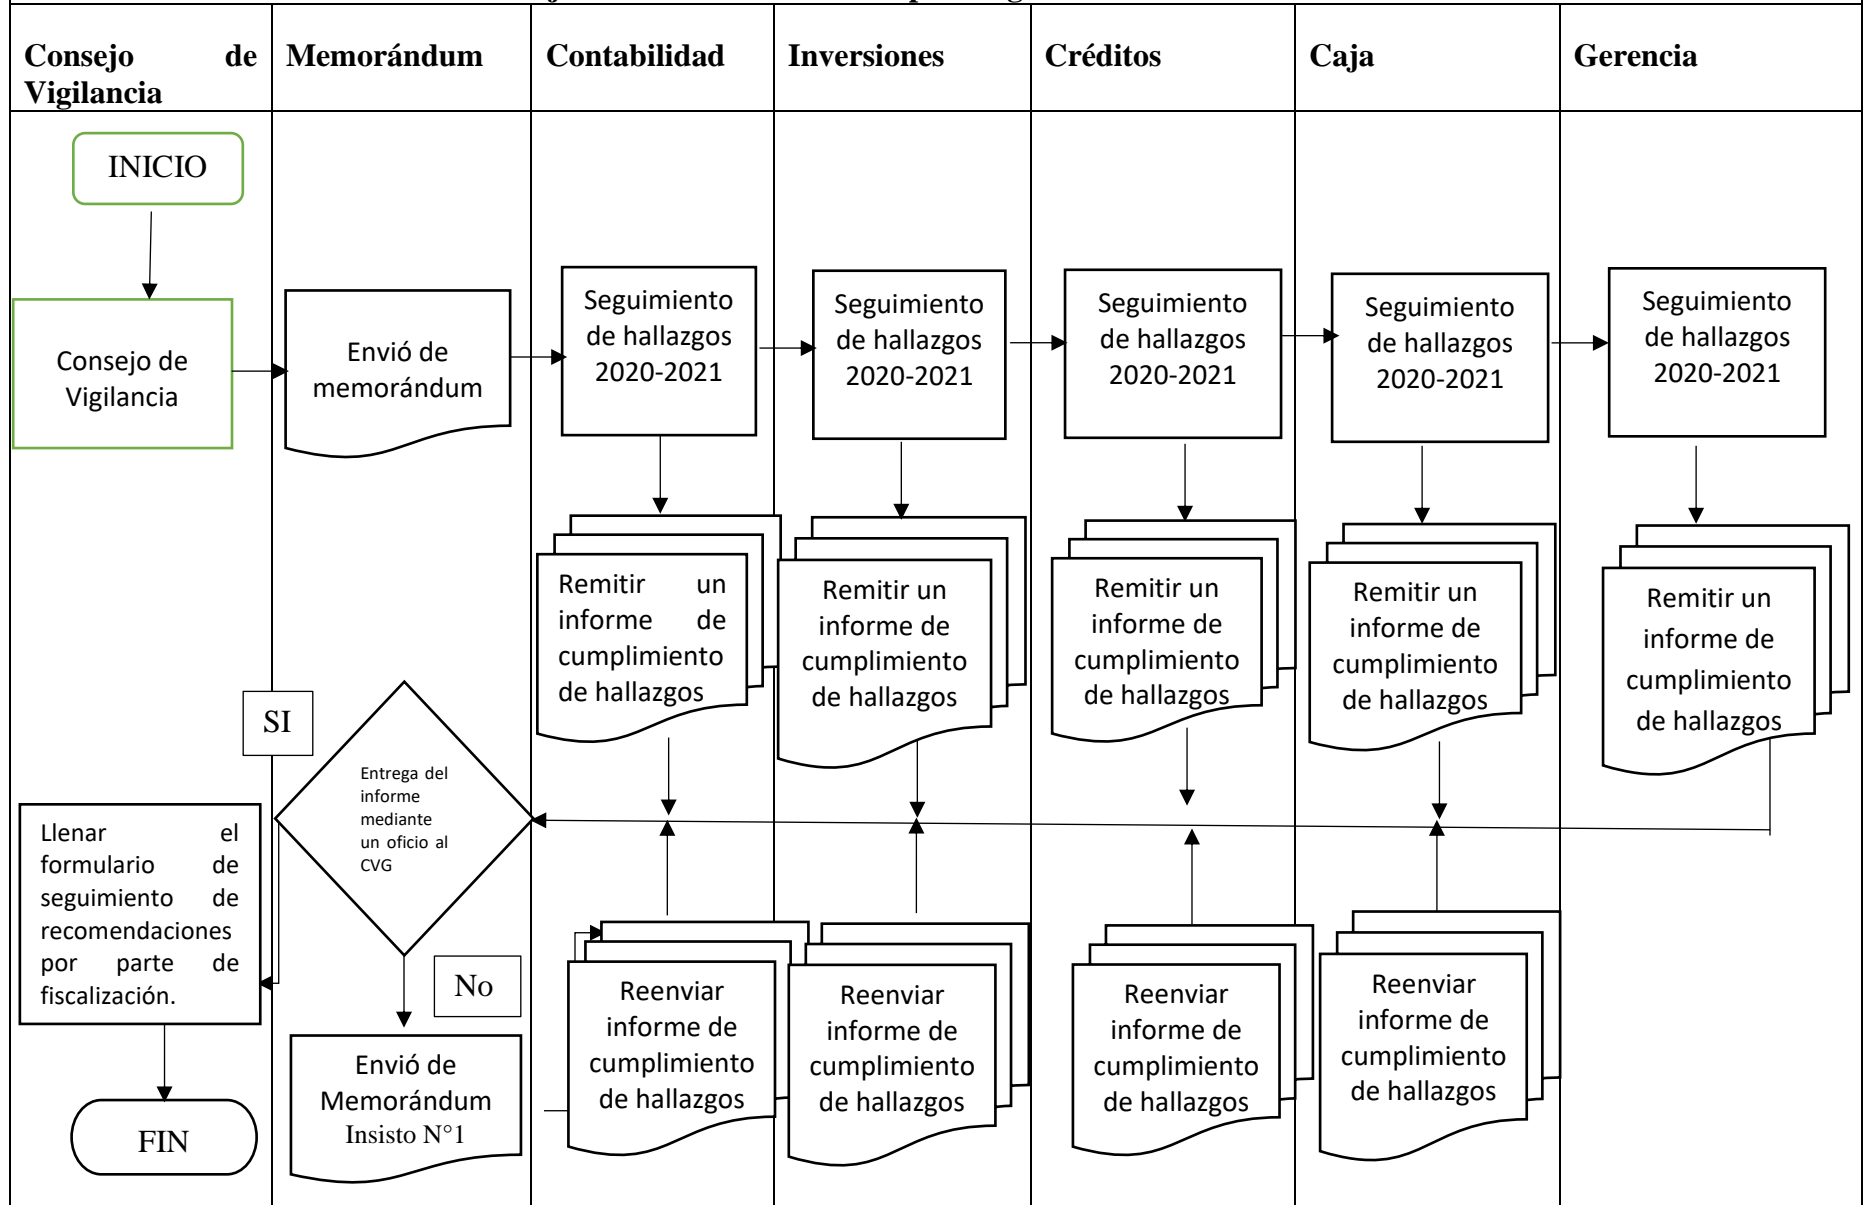 Consejo de
Vigilancia
Memorándum
Contabilidad
Inversiones
Créditos
Caja
Gerencia
INICIO
Consejo de
Vigilancia
Envió de
memorándum
Seguimiento
de hallazgos
2020-2021
Seguimiento
de hallazgos
2020-2021
Seguimiento
de hallazgos
2020-2021
Seguimiento
de hallazgos
2020-2021
Seguimiento
de hallazgos
2020-2021
Remitir un
informe de
cumplimiento
de hallazgos
Remitir un
informe de
cumplimiento
de hallazgos
Remitir un
informe de
cumplimiento
de hallazgos
Remitir un
informe de
cumplimiento
de hallazgos
Remitir un
informe de
cumplimiento
de hallazgos
SI
Entrega del
informe
mediante
un oficio al
CVG
Llenar el
formulario de
seguimiento de
recomendaciones
por parte de
fiscalización.
No
Envió de
Memorándum
Insisto N°1
Reenviar
informe de
cumplimiento
de hallazgos
Reenviar
informe de
cumplimiento
de hallazgos
Reenviar
informe de
cumplimiento
de hallazgos
Reenviar
informe de
cumplimiento
de hallazgos
FIN